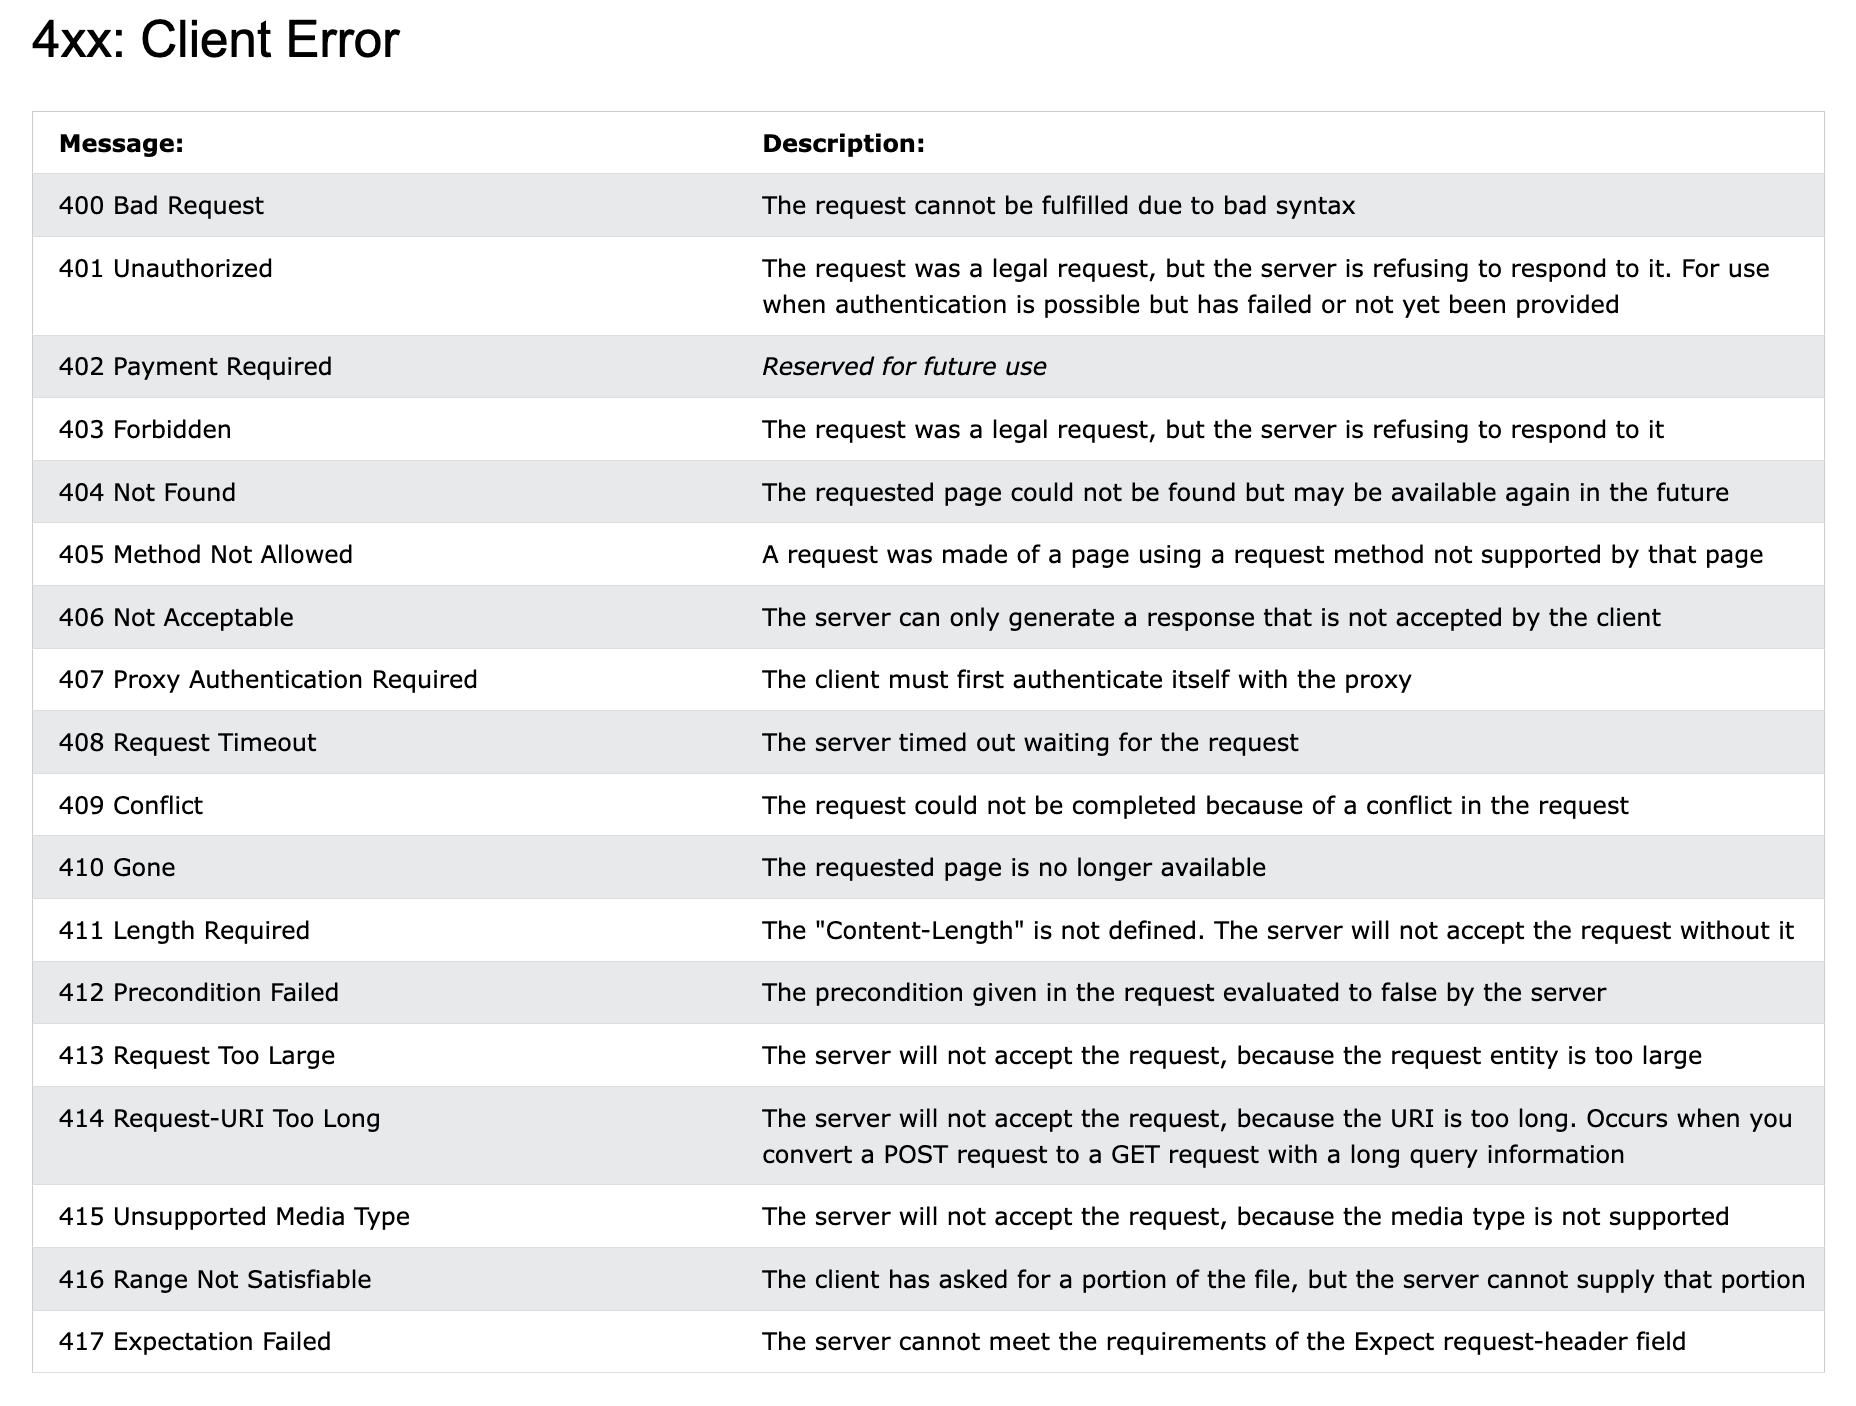 4xx: Client Error
Message: Description:
400 Bad Request The request cannot be fulfilled due to bad syntax
401 Unauthorized The request was a legal request, but the server is refusing to respond to it. For use
when authentication is possible but has failed or not yet been provided
402 Payment Required Reserved for future use
403 Forbidden The request was a legal request, but the server is refusing to respond to it
404 Not Found The requested page could not be found but may be available again in the future
405 Method Not Allowed A request was made of a page using a request method not supported by that page
406 Not Acceptable The server can only generate a response that is not accepted by the client
407 Proxy Authentication Required The client must first authenticate itself with the proxy
408 Request Timeout The server timed out waiting for the request
409 Conflict The request could not be completed because of a conflict in the request
410 Gone The requested page is no longer available
411 Length Required The "Content-Length" is not defined. The server will not accept the request without it
412 Precondition Failed The precondition given in the request evaluated to false by the server
413 Request Too Large The server will not accept the request, because the request entity is too large
414 Request-URI Too Long The server will not accept the request, because the URI is too long. Occurs when you
convert a POST request to a GET request with a long query information
415 Unsupported Media Type The server will not accept the request, because the media type is not supported
416 Range Not Satisfiable The client has asked for a portion of the file, but the server cannot supply that portion
417 Expectation Failed The server cannot meet the requirements of the Expect request-header field